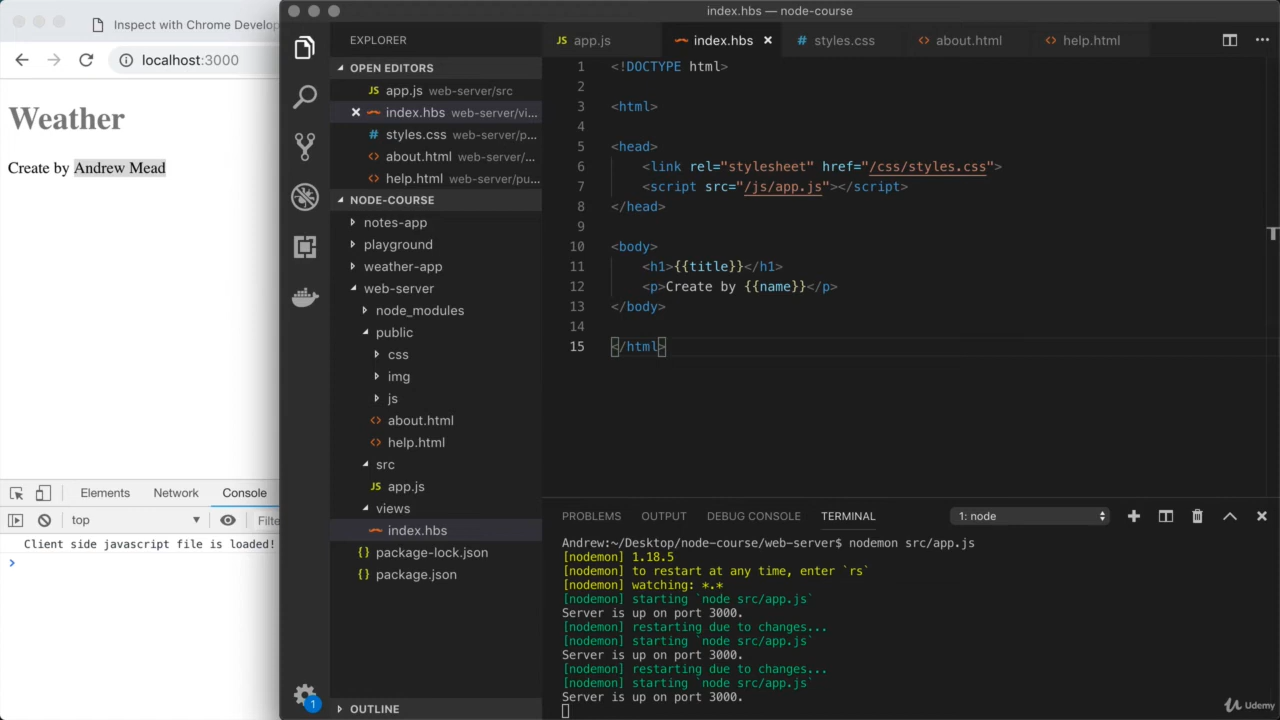 Inspect with Chrome Develop
localhost:3000
Weather
Create by Andrew Mead
Elements Network Console
top Filte
Client side javascript file is loaded!
>
index.hbs — node-course
EXPLORER
OPEN EDITORS
JS app.js web-server/src
index.hbs web-server/vi...
# styles.css web-server/p...
<> about.html web-server/...
<> help.html web-server/pu...
NODE-COURSE
notes-app
playground
weather-app
web-server
node_modules
public
css
img
js
<> about.html
<> help.html
src
JS app.js
views
index.hbs
{} package-lock.json
{} package.json
OUTLINE
1
JS app.js index.hbs × # styles.css <> about.html <> help.html
1 <!DOCTYPE html>
2
3 <html>
4
5 <head>
6 <link rel="stylesheet" href="/css/styles.css">
7 <script src="/js/app.js"></script>
8 </head>
9
10 <body>
11 <h1>{{title}}</h1>
12 <p>Create by {{name}}</p>
13 </body>
14
15 </html>
PROBLEMS OUTPUT DEBUG CONSOLE TERMINAL 1: node
Andrew:~/Desktop/node-course/web-server$ nodemon src/app.js
[nodemon] 1.18.5
[nodemon] to restart at any time, enter `rs`
[nodemon] watching: *.*
[nodemon] starting `node src/app.js`
Server is up on port 3000.
[nodemon] restarting due to changes...
[nodemon] starting `node src/app.js`
Server is up on port 3000.
[nodemon] restarting due to changes...
[nodemon] starting `node src/app.js`
Server is up on port 3000.
Udemy